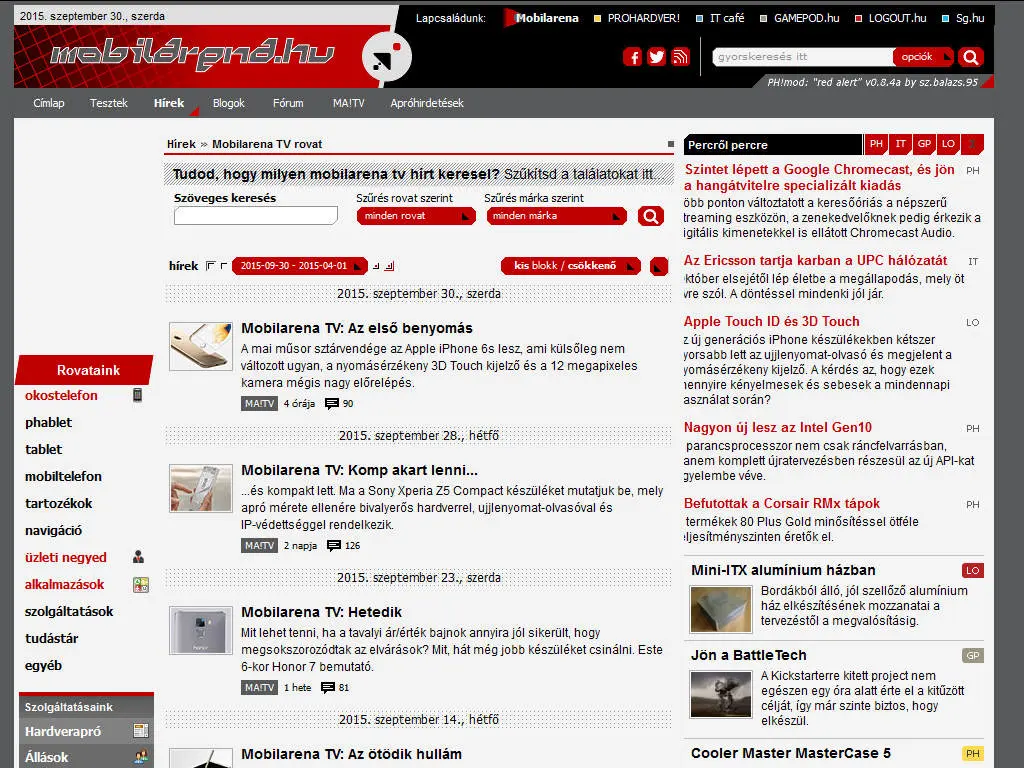 2015. szeptember 30., szerda
Lapcsaládunk:
Mobilarena
PROHARDVER!
IT café
GAMEPOD.hu
LOGOUT.hu
Sg.hu
mobilarena.hu
gyorskeresés itt
opciók
PH!mod: "red alert" v0.8.4a by sz.balazs.95
Címlap
Tesztek
Hírek
Blogok
Fórum
MA!TV
Apróhirdetések
Rovataink
okostelefon
phablet
tablet
mobiltelefon
tartozékok
navigáció
üzleti negyed
alkalmazások
szolgáltatások
tudástár
egyéb
Szolgáltatásaink
Hardverapró
Állások
Hírek » Mobilarena TV rovat
Tudod, hogy milyen mobilarena tv hírt keresel? Szűkítsd a találatokat itt...
Szöveges keresés
Szűrés rovat szerint
Szűrés márka szerint
minden rovat
minden márka
hírek
2015-09-30 - 2015-04-01
kis blokk / csökkenő
2015. szeptember 30., szerda
Mobilarena TV: Az első benyomás
A mai műsor sztárvendége az Apple iPhone 6s lesz, ami külsőleg nem
változott ugyan, a nyomásérzékeny 3D Touch kijelző és a 12 megapixeles
kamera mégis nagy előrelépés.
MA!TV 4 órája 90
2015. szeptember 28., hétfő
Mobilarena TV: Komp akart lenni...
...és kompakt lett. Ma a Sony Xperia Z5 Compact készüléket mutatjuk be, mely
apró mérete ellenére bivalyerős hardverrel, ujjlenyomat-olvasóval és
IP-védettséggel rendelkezik.
MA!TV 2 napja 126
2015. szeptember 23., szerda
Mobilarena TV: Hetedik
Mit lehet tenni, ha a tavalyi ár/érték bajnok annyira jól sikerült, hogy
megsokszorozódtak az elvárások? Mit, hát még jobb készüléket csinálni. Este
6-kor Honor 7 bemutató.
MA!TV 1 hete 81
2015. szeptember 14., hétfő
Mobilarena TV: Az ötödik hullám
Percről percre
PH
IT
GP
LO
Szintet lépett a Google Chromecast, és jön PH
a hangátvitelre specializált kiadás
öbb ponton változtatott a keresőóriás a népszerű
treaming eszközön, a zenekedvelőknek pedig érkezik a
igitális kimenetekkel is ellátott Chromecast Audio.
Az Ericsson tartja karban a UPC hálózatát IT
któber elsejétől lép életbe a megállapodás, mely öt
vre szól. A döntéssel mindenki jól jár.
Apple Touch ID és 3D Touch LO
z új generációs iPhone készülékekben kétszer
yorsabb lett az ujjlenyomat-olvasó és megjelent a
yomásérzékeny kijelző. A kérdés az, hogy ezek
nennyire kényelmesek és sebesek a mindennapi
asználat során?
Nagyon új lesz az Intel Gen10 PH
parancsprocesszor nem csak ráncfelvarrásban,
anem komplett újratervezésben részesül az új API-kat
gyelembe véve.
Befutottak a Corsair RMx tápok PH
termékek 80 Plus Gold minősítéssel ötféle
eljesítményszinten éretők el.
Mini-ITX alumínium házban LO
Bordákból álló, jól szellőző alumínium
ház elkészítésének mozzanatai a
tervezéstől a megvalósításig.
Jön a BattleTech GP
A Kickstarterre kitett project nem
egészen egy óra alatt érte el a kitűzött
célját, így már szinte biztos, hogy
elkészül.
Cooler Master MasterCase 5 PH